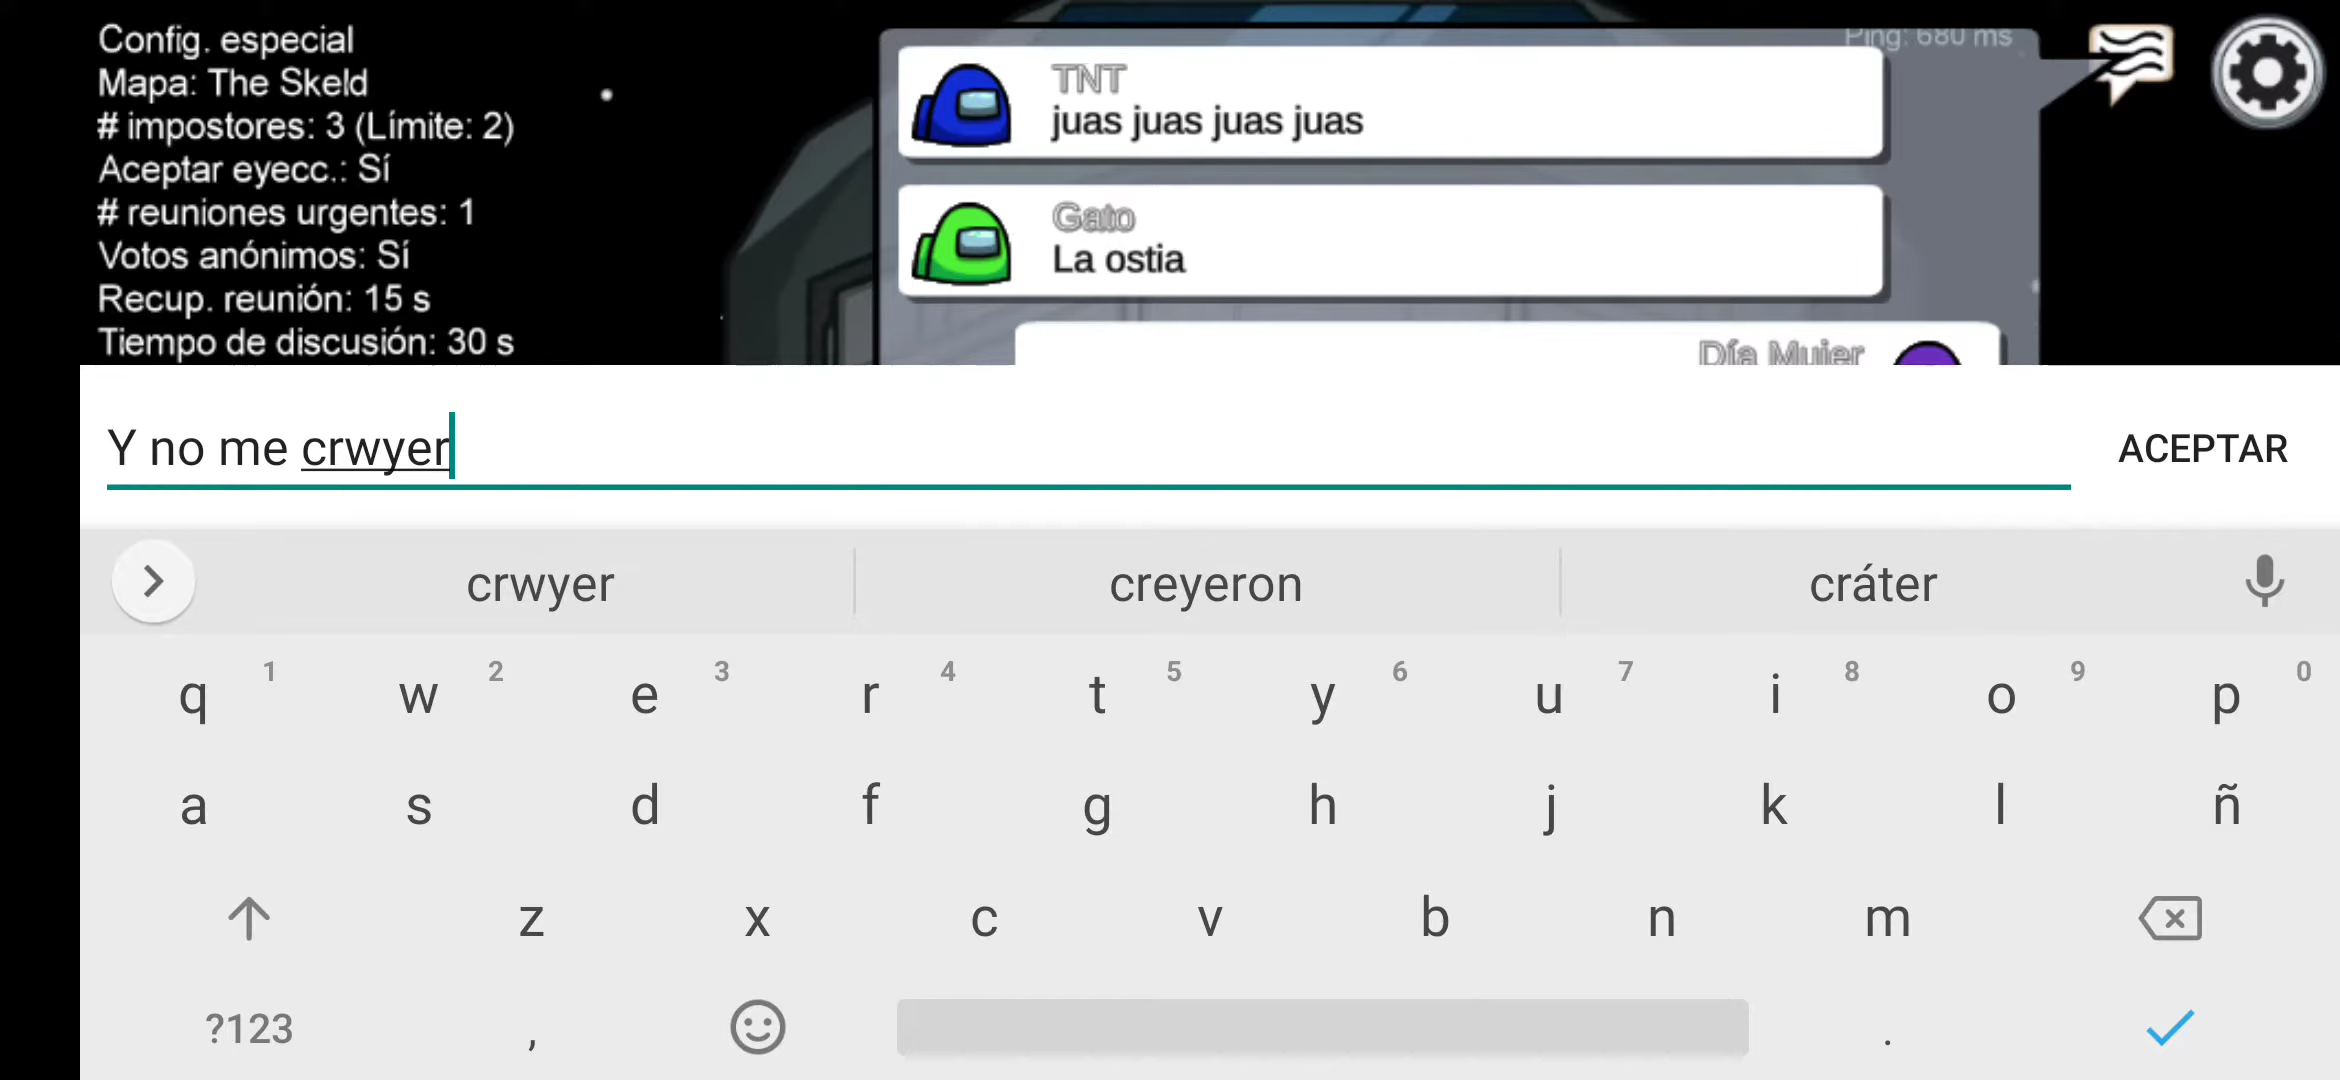 Config. especial
Mapa: The Skeld
# impostores: 3 (Límite: 2)
Aceptar eyecc.: Sí
# reuniones urgentes: 1
Votos anónimos: Sí
Recup. reunión: 15 s
Tiempo de discusión: 30 s
Ping: 680 ms
TNT
juas juas juas juas
Gato
La ostia
Día Mujer
Y no me crwyer
ACEPTAR
crwyer creyeron cráter
q 1 w 2 e 3 r 4 t 5 y 6 u 7 i 8 o 9 p 0
a s d f g h j k l ñ
z x c v b n m
?123 , .